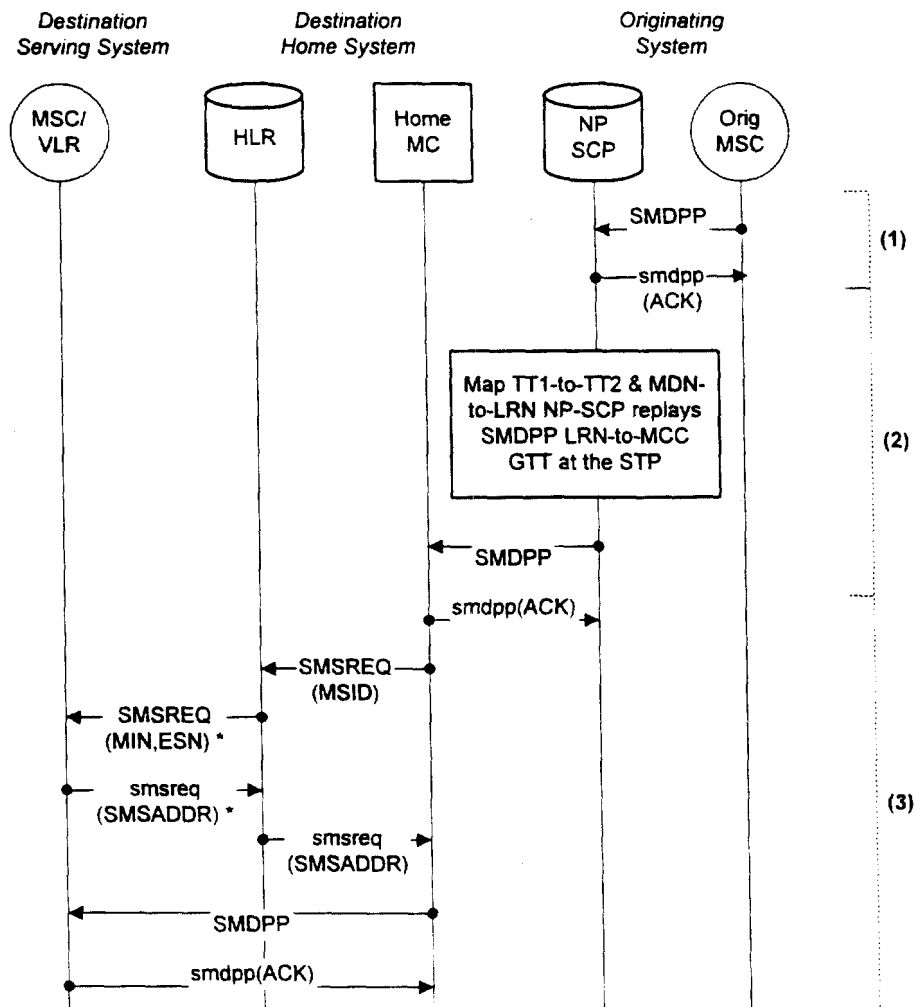 Destination
Serving System
Destination
Home System
Originating
System
MSC/
VLR
HLR
Home
MC
NP
SCP
Orig
MSC
SMDPP
(1)
smdpp
(ACK)
Map TT1-to-TT2 & MDN-
to-LRN NP-SCP replays
SMDPP LRN-to-MCC
GTT at the STP
(2)
SMDPP
smdpp(ACK)
SMSREQ
(MSID)
SMSREQ
(MIN,ESN) *
smsreq
(SMSADDR) *
(3)
smsreq
(SMSADDR)
SMDPP
smdpp(ACK)